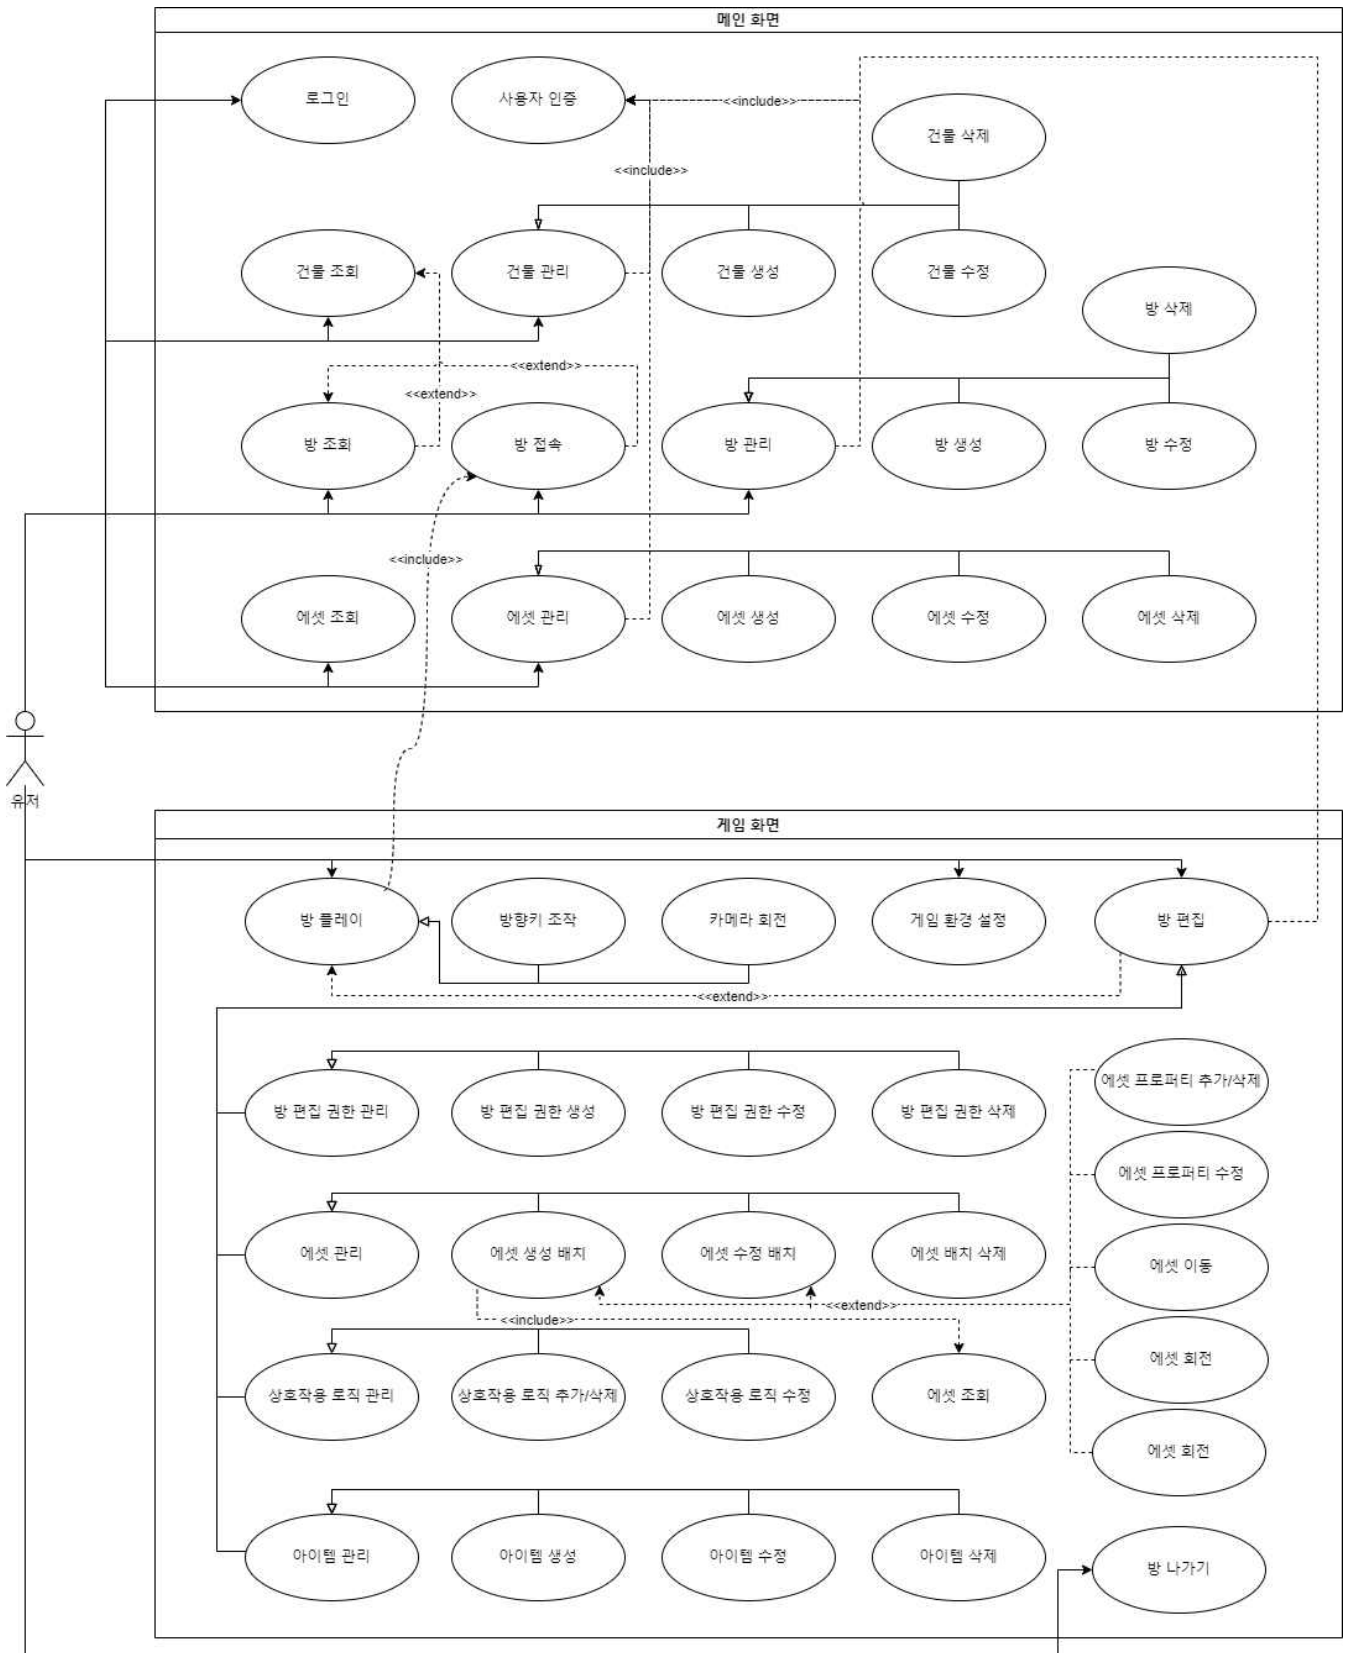 메인 화면
로그인
사용자 인증
<<include>>
건물 삭제
<<include>>
건물 조회
건물 관리
건물 생성
건물 수정
방 삭제
<<extend>>
<<extend>>
방 조회
방 접속
방 관리
방 생성
방 수정
<<include>>
에셋 조회
에셋 관리
에셋 생성
에셋 수정
에셋 삭제
유저
게임 화면
방 플레이
방향키 조작
카메라 회전
게임 환경 설정
방 편집
<<extend>>
에셋 프로퍼티 추가/삭제
방 편집 권한 관리
방 편집 권한 생성
방 편집 권한 수정
방 편집 권한 삭제
에셋 프로퍼티 수정
에셋 관리
에셋 생성 배치
에셋 수정 배치
에셋 배치 삭제
에셋 이동
<<extend>>
<<include>>
에셋 회전
상호작용 로직 관리
상호작용 로직 추가/삭제
상호작용 로직 수정
에셋 조회
에셋 회전
아이템 관리
아이템 생성
아이템 수정
아이템 삭제
방 나가기